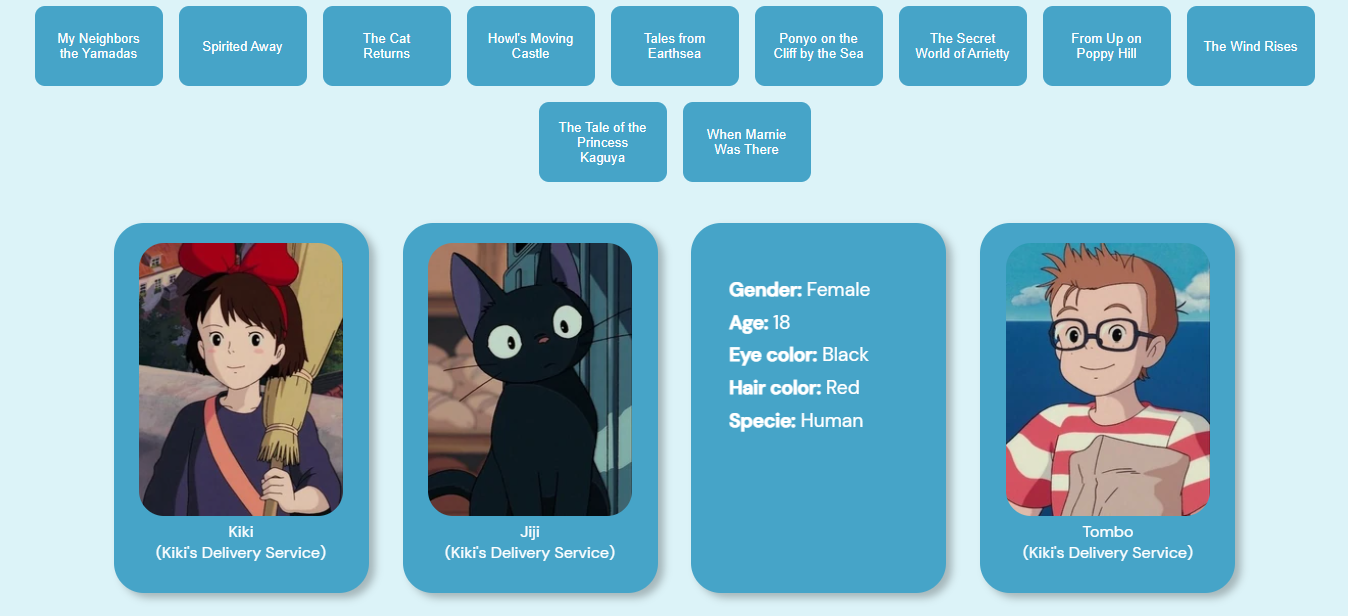 My Neighbors
the Yamadas
Spirited Away
The Cat
Returns
Howl's Moving
Castle
Tales from
Earthsea
Ponyo on the
Cliff by the Sea
The Secret
World of Arrietty
From Up on
Poppy Hill
The Wind Rises
The Tale of the
Princess
Kaguya
When Marnie
Was There
Kiki
(Kiki's Delivery Service)
Jiji
(Kiki's Delivery Service)
Gender: Female
Age: 18
Eye color: Black
Hair color: Red
Specie: Human
Tombo
(Kiki's Delivery Service)